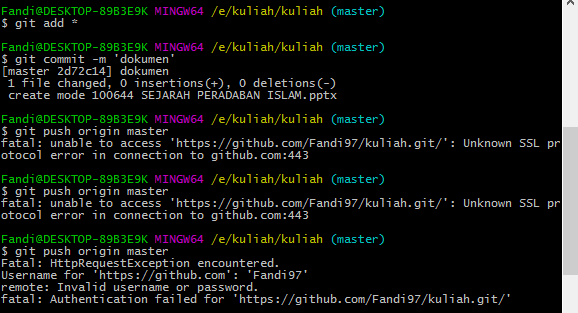 Fandi@DESKTOP-89B3E9K MINGW64 /e/kuliah/kuliah (master)
$ git add *
Fandi@DESKTOP-89B3E9K MINGW64 /e/kuliah/kuliah (master)
$ git commit -m 'dokumen'
[master 2d72c14] dokumen
1 file changed, 0 insertions(+), 0 deletions(-)
create mode 100644 SEJARAH PERADABAN ISLAM.pptx
Fandi@DESKTOP-89B3E9K MINGW64 /e/kuliah/kuliah (master)
$ git push origin master
fatal: unable to access 'https://github.com/Fandi97/kuliah.git/': Unknown SSL pr
otocol error in connection to github.com:443
Fandi@DESKTOP-89B3E9K MINGW64 /e/kuliah/kuliah (master)
$ git push origin master
fatal: unable to access 'https://github.com/Fandi97/kuliah.git/': Unknown SSL pr
otocol error in connection to github.com:443
Fandi@DESKTOP-89B3E9K MINGW64 /e/kuliah/kuliah (master)
$ git push origin master
Fatal: HttpRequestException encountered.
Username for 'https://github.com': 'Fandi97'
remote: Invalid username or password.
fatal: Authentication failed for 'https://github.com/Fandi97/kuliah.git/'